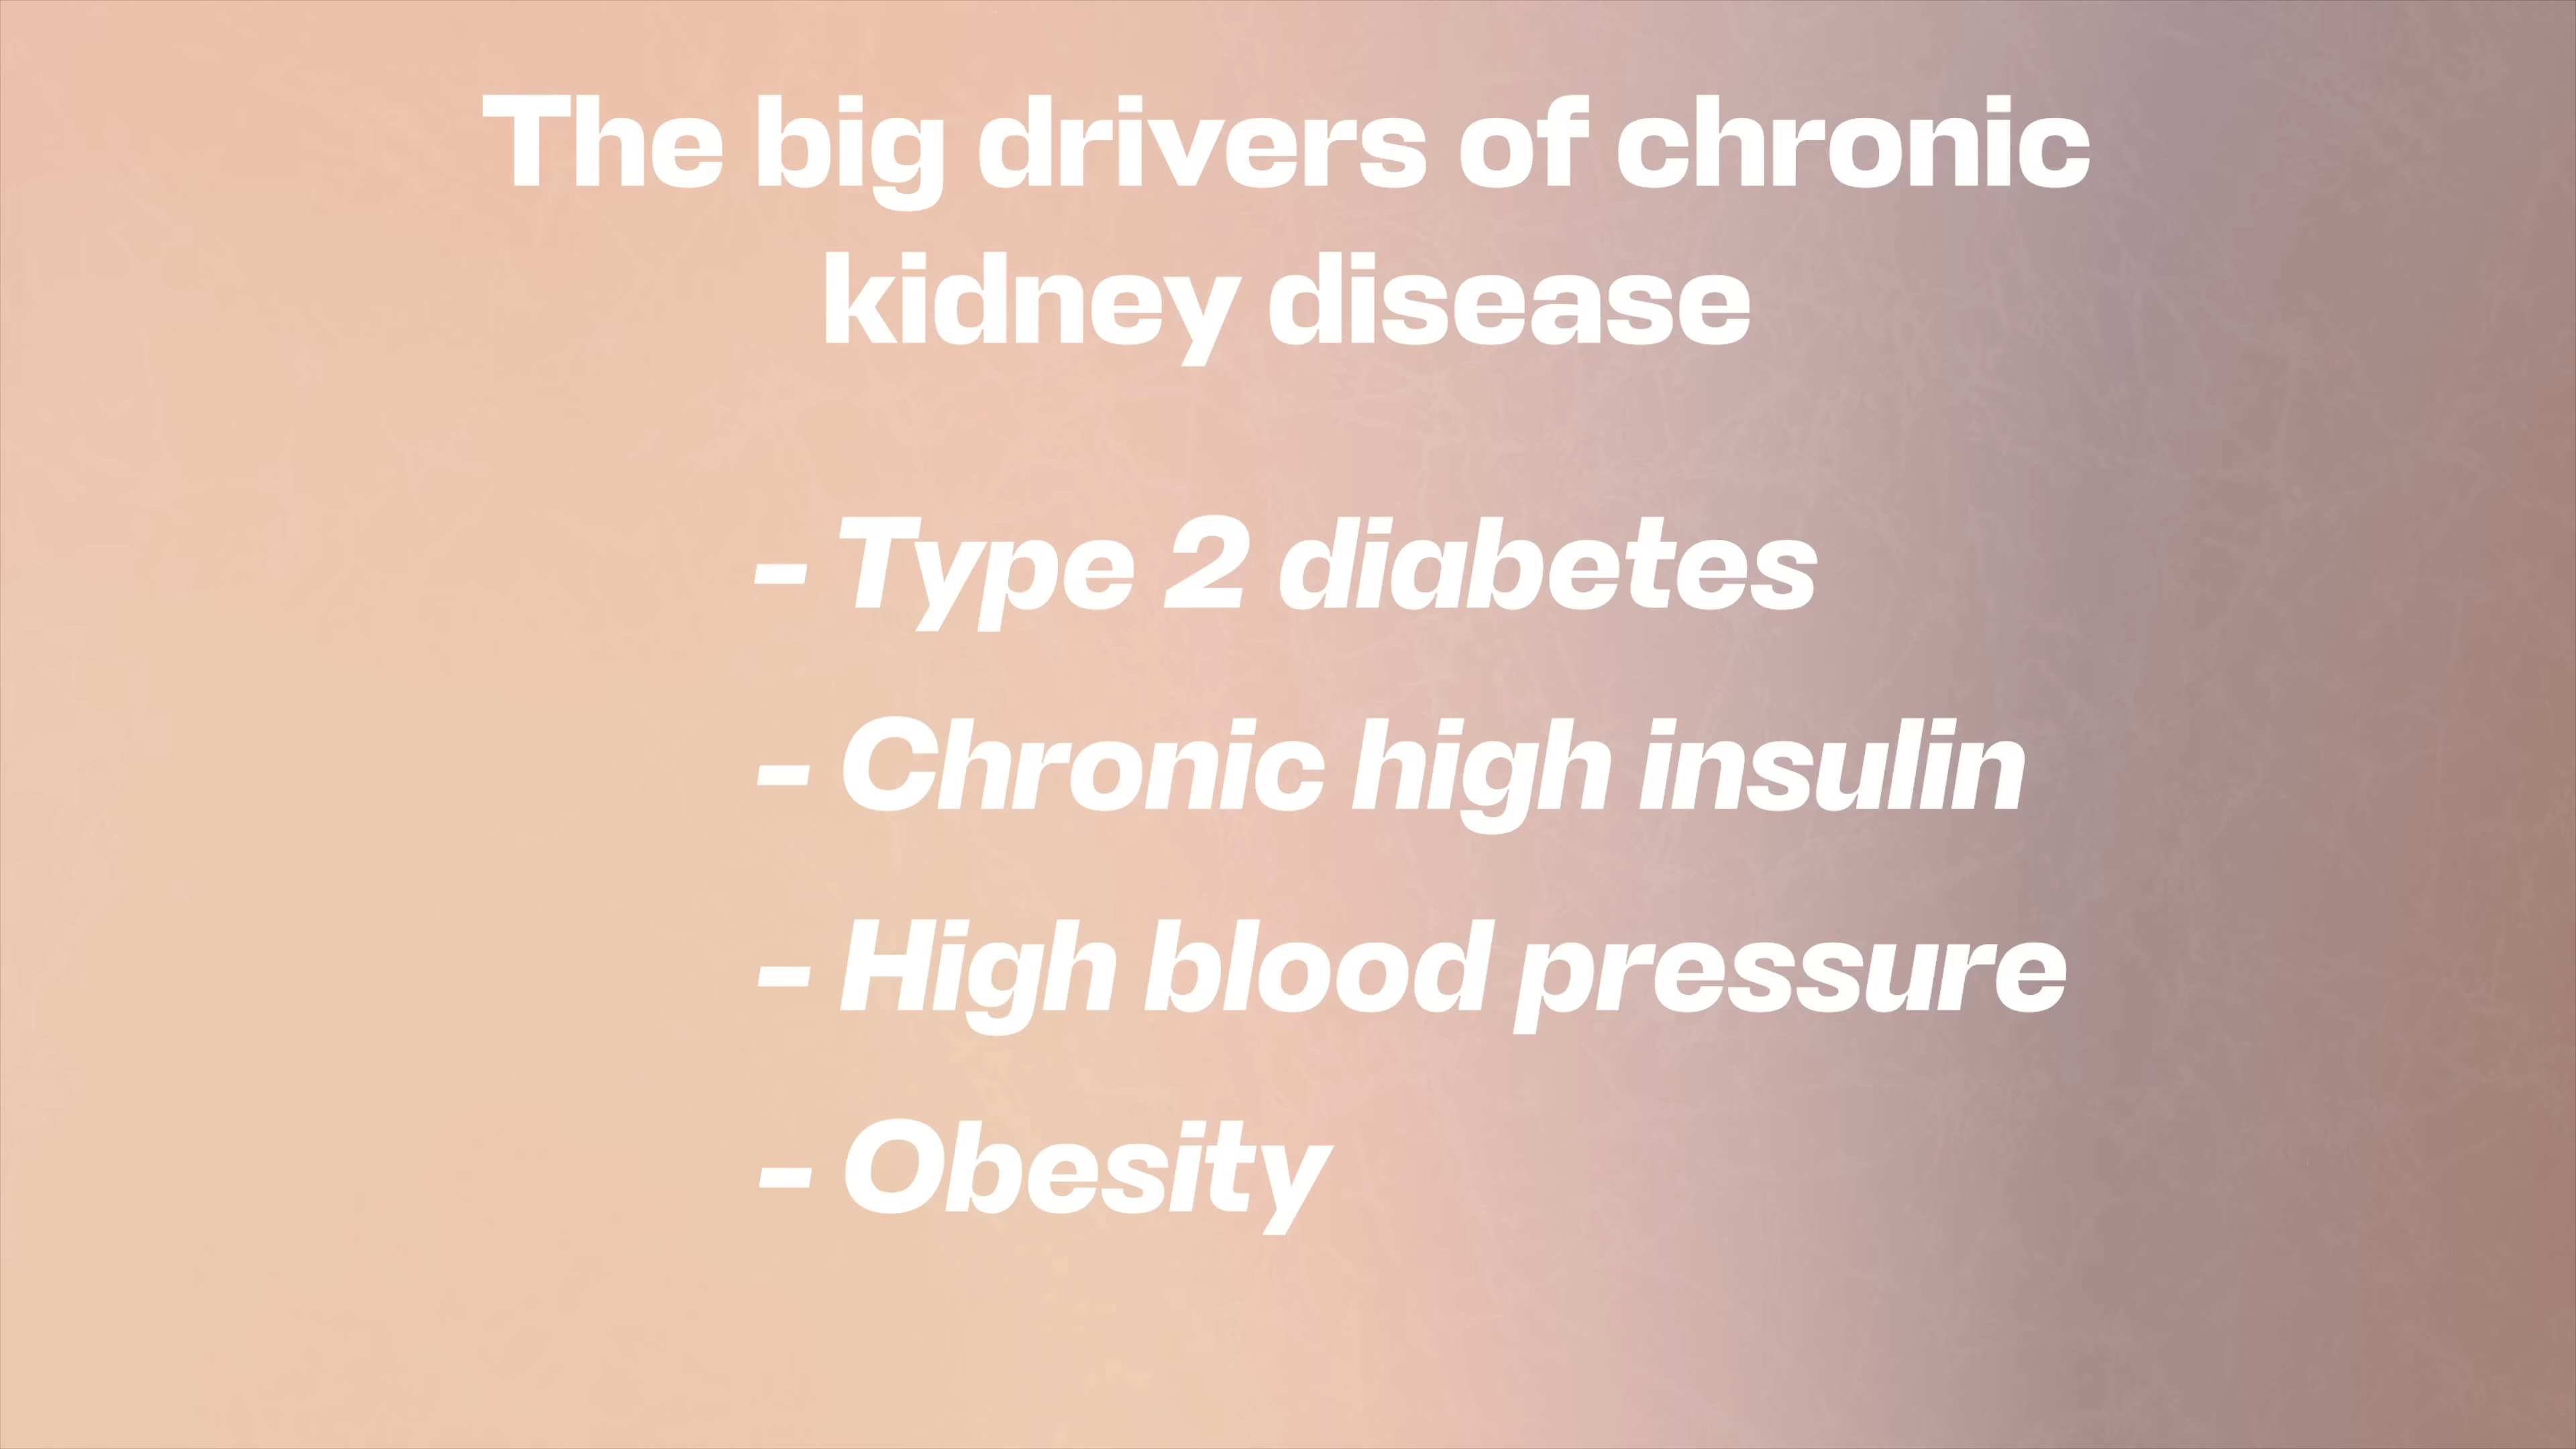 The big drivers of chronic
kidney disease
- Type 2 diabetes
- Chronic high insulin
- High blood pressure
- Obesity